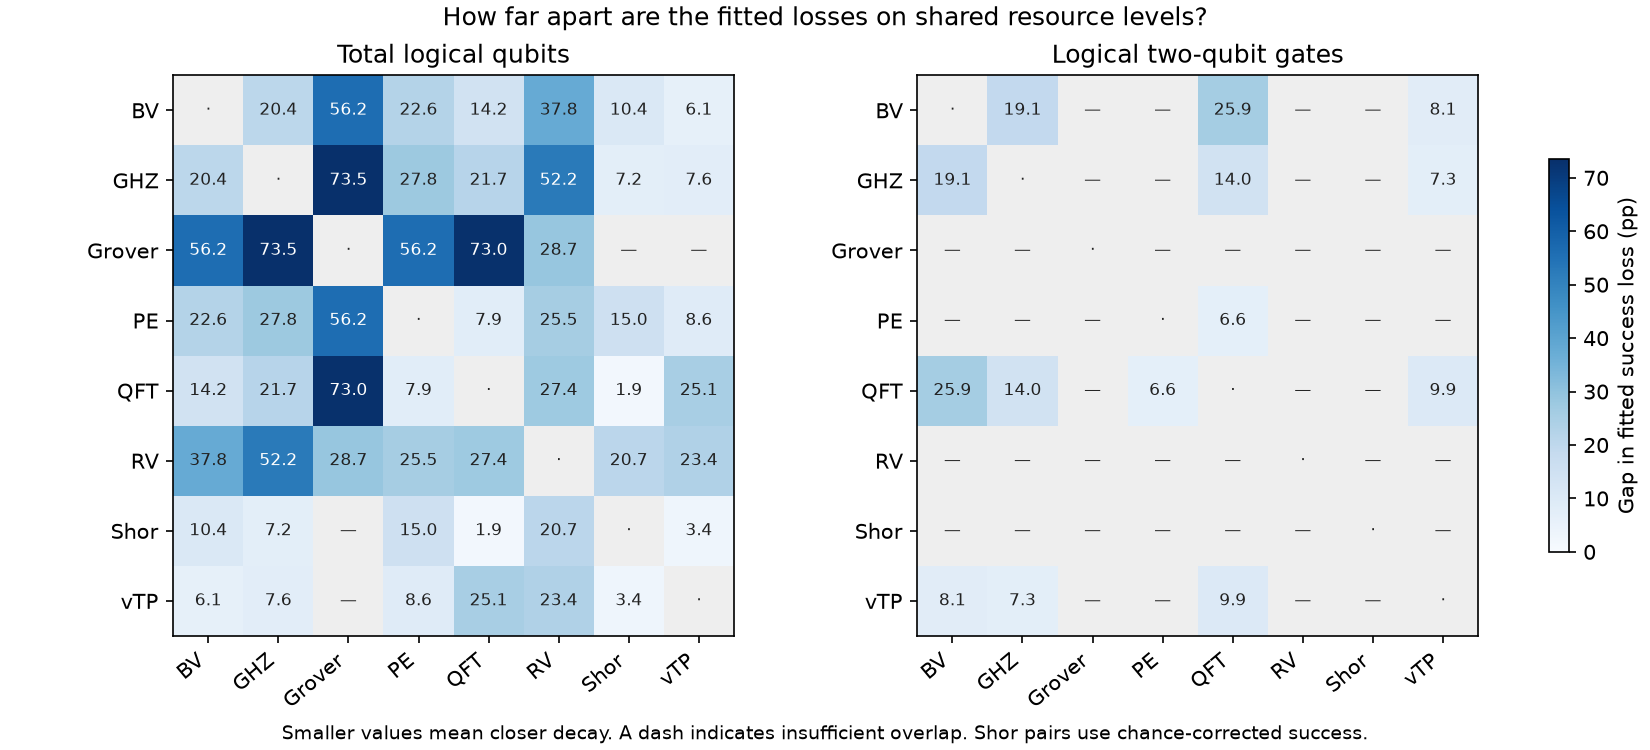 How far apart are the fitted losses on shared resource levels?
Total logical qubits
BV · 20.4 56.2 22.6 14.2 37.8 10.4 6.1
GHZ 20.4 · 73.5 27.8 21.7 52.2 7.2 7.6
Grover 56.2 73.5 · 56.2 73.0 28.7 — —
PE 22.6 27.8 56.2 · 7.9 25.5 15.0 8.6
QFT 14.2 21.7 73.0 7.9 · 27.4 1.9 25.1
RV 37.8 52.2 28.7 25.5 27.4 · 20.7 23.4
Shor 10.4 7.2 — 15.0 1.9 20.7 · 3.4
vTP 6.1 7.6 — 8.6 25.1 23.4 3.4 ·
BV GHZ Grover PE QFT RV Shor vTP
Logical two-qubit gates
BV · 19.1 — — 25.9 — — 8.1
GHZ 19.1 · — — 14.0 — — 7.3
Grover — — · — — — — —
PE — — — · 6.6 — — —
QFT 25.9 14.0 — 6.6 · — — 9.9
RV — — — — — · — —
Shor — — — — — — · —
vTP 8.1 7.3 — — 9.9 — — ·
BV GHZ Grover PE QFT RV Shor vTP
70
60
50
40
30
20
10
0
Gap in fitted success loss (pp)
Smaller values mean closer decay. A dash indicates insufficient overlap. Shor pairs use chance-corrected success.